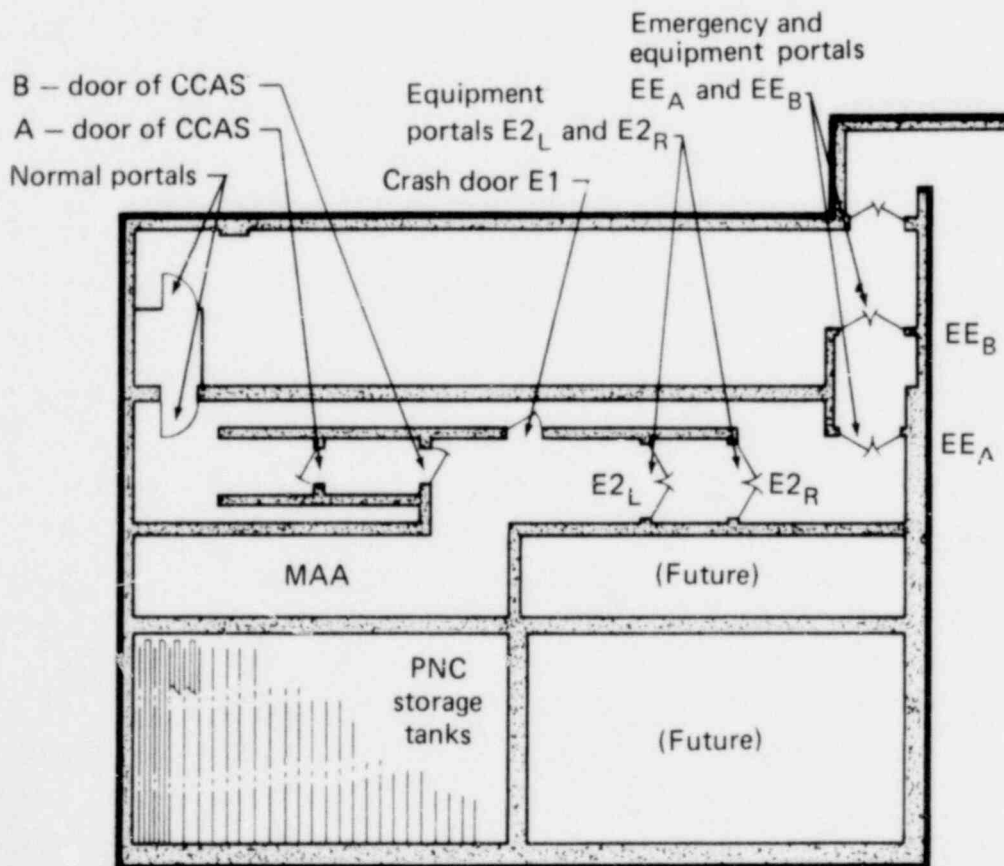 Emergency and
equipment portals
EE_A and EE_B
B – door of CCAS
A – door of CCAS
Normal portals
Equipment
portals E2_L and E2_R
Crash door E1
EE_B
EE_A
E2_L
E2_R
MAA
(Future)
PNC
storage
tanks
(Future)